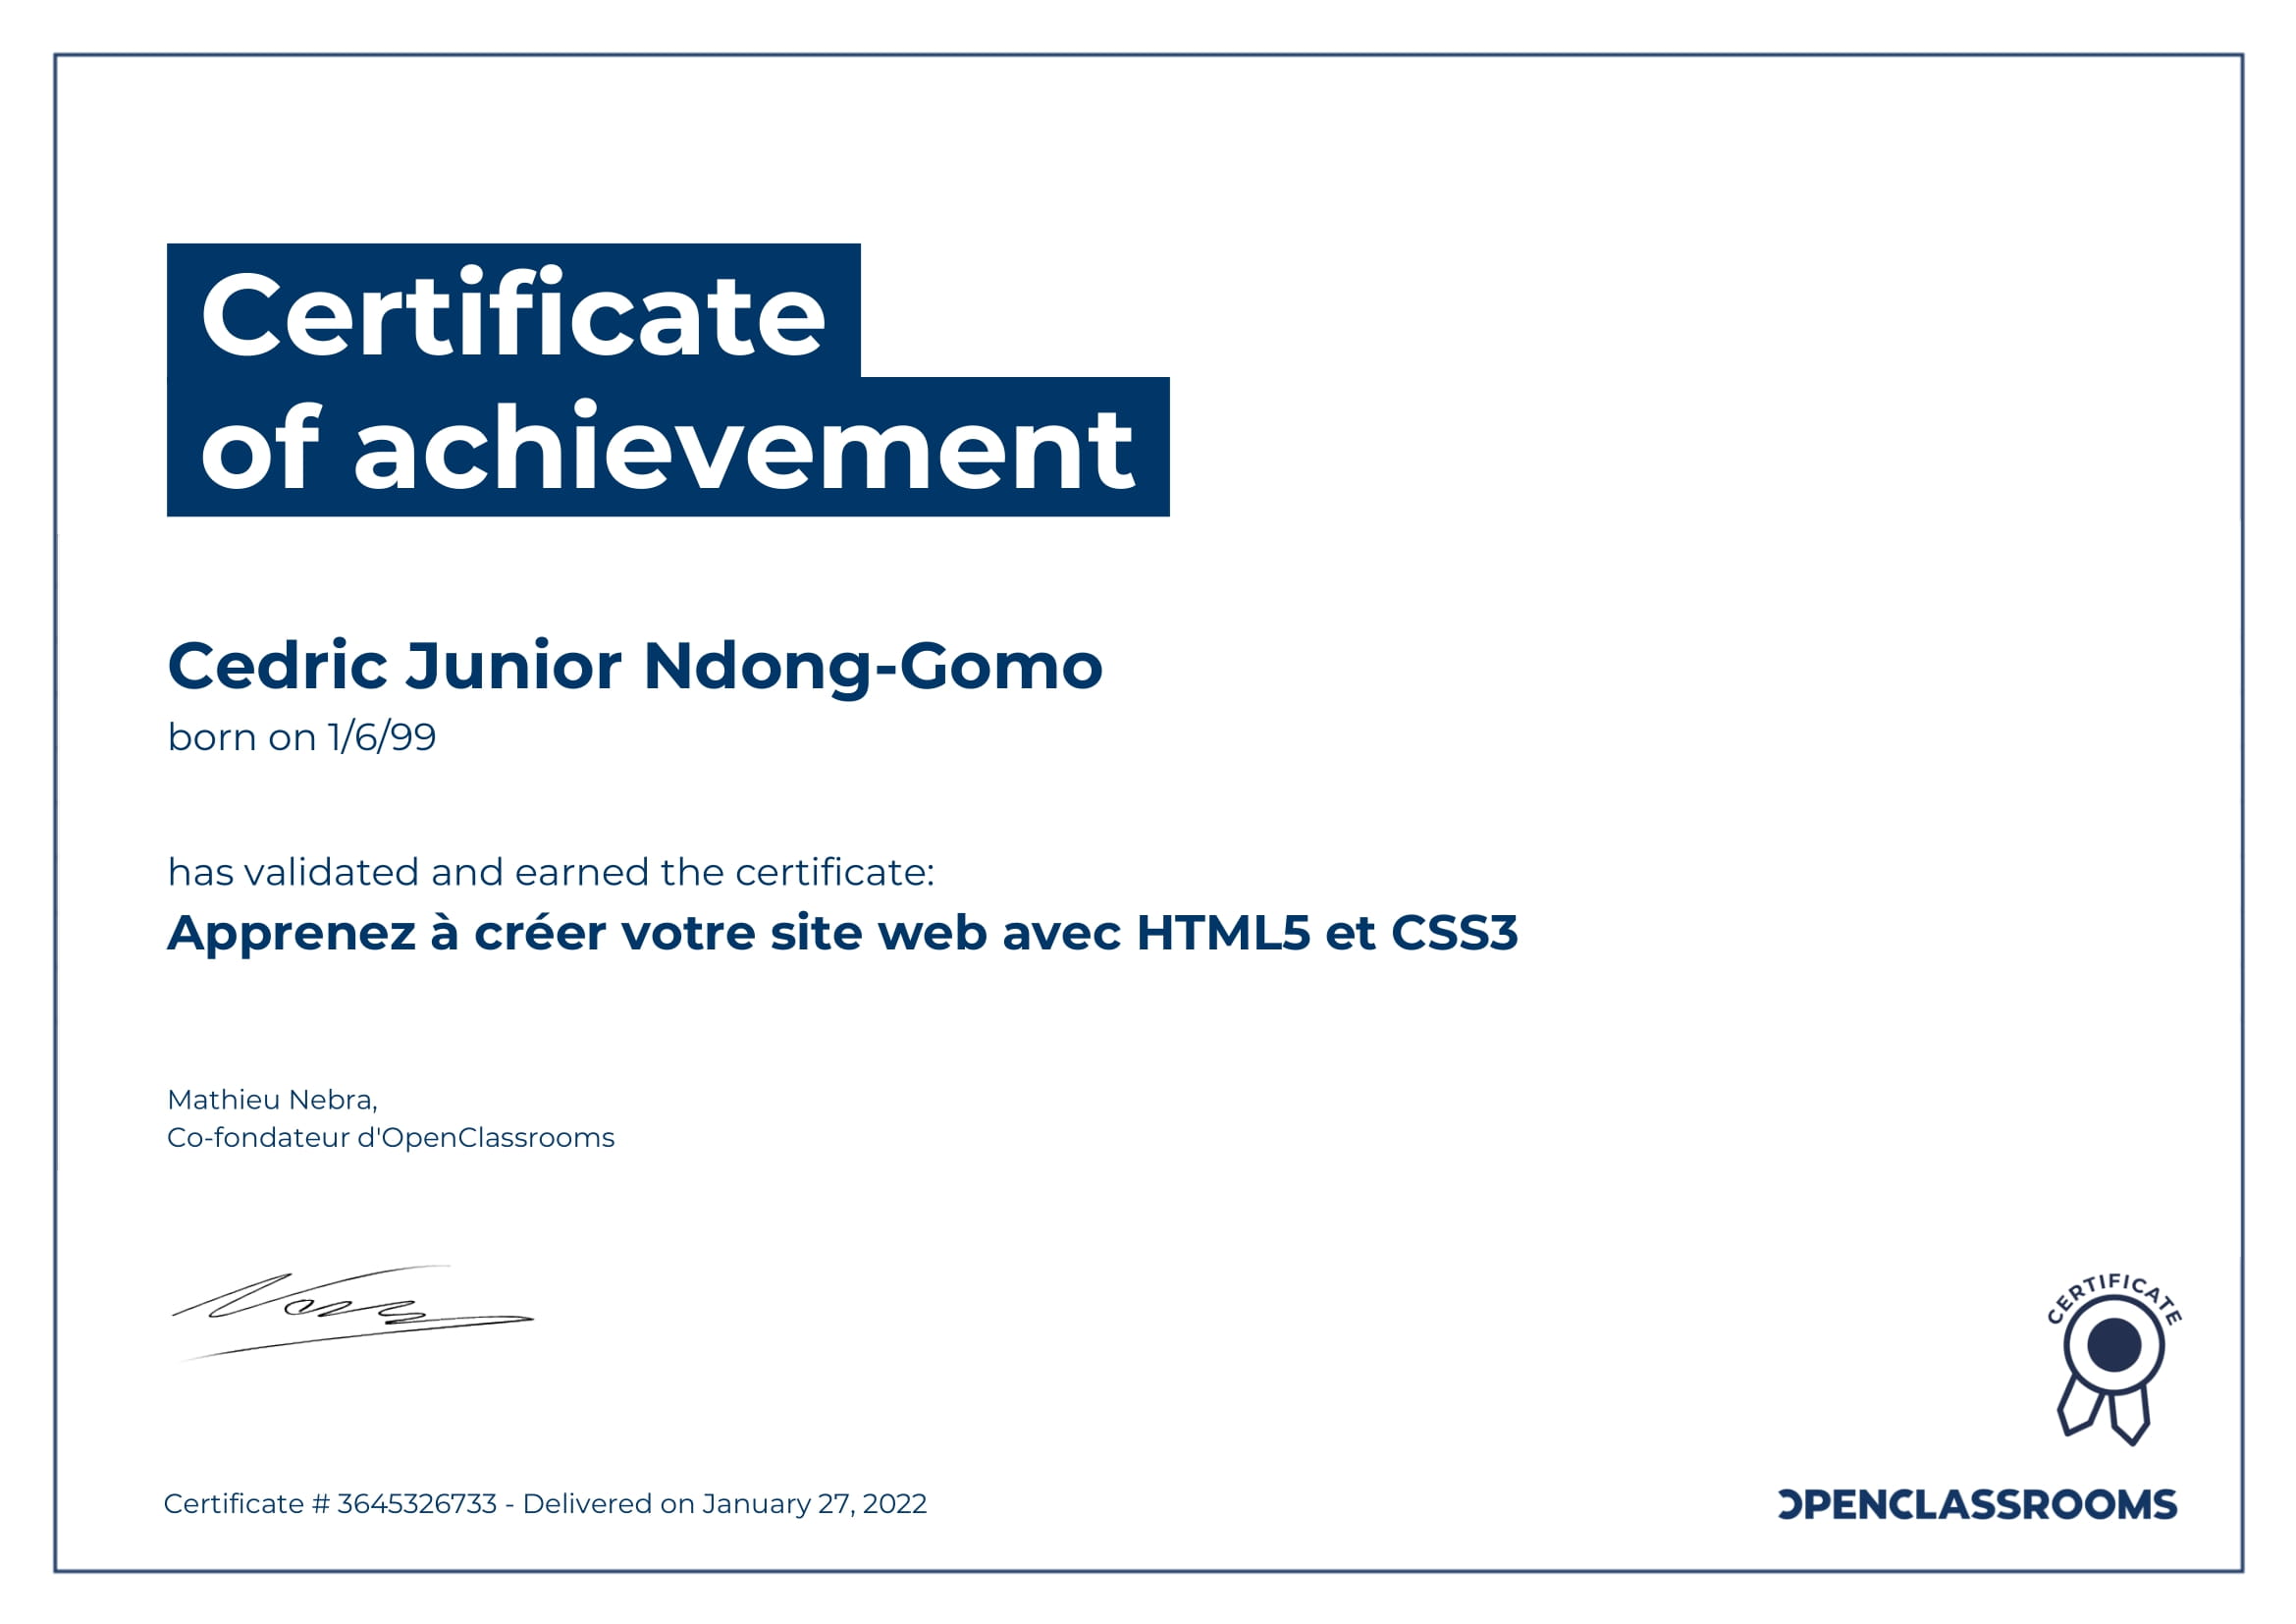 Certificate
of achievement
Cedric Junior Ndong-Gomo
born on 1/6/99
has validated and earned the certificate:
Apprenez à créer votre site web avec HTML5 et CSS3
Mathieu Nebra,
Co-fondateur d'OpenClassrooms
CERTIFICATE
Certificate # 3645326733 - Delivered on January 27, 2022
OPENCLASSROOMS